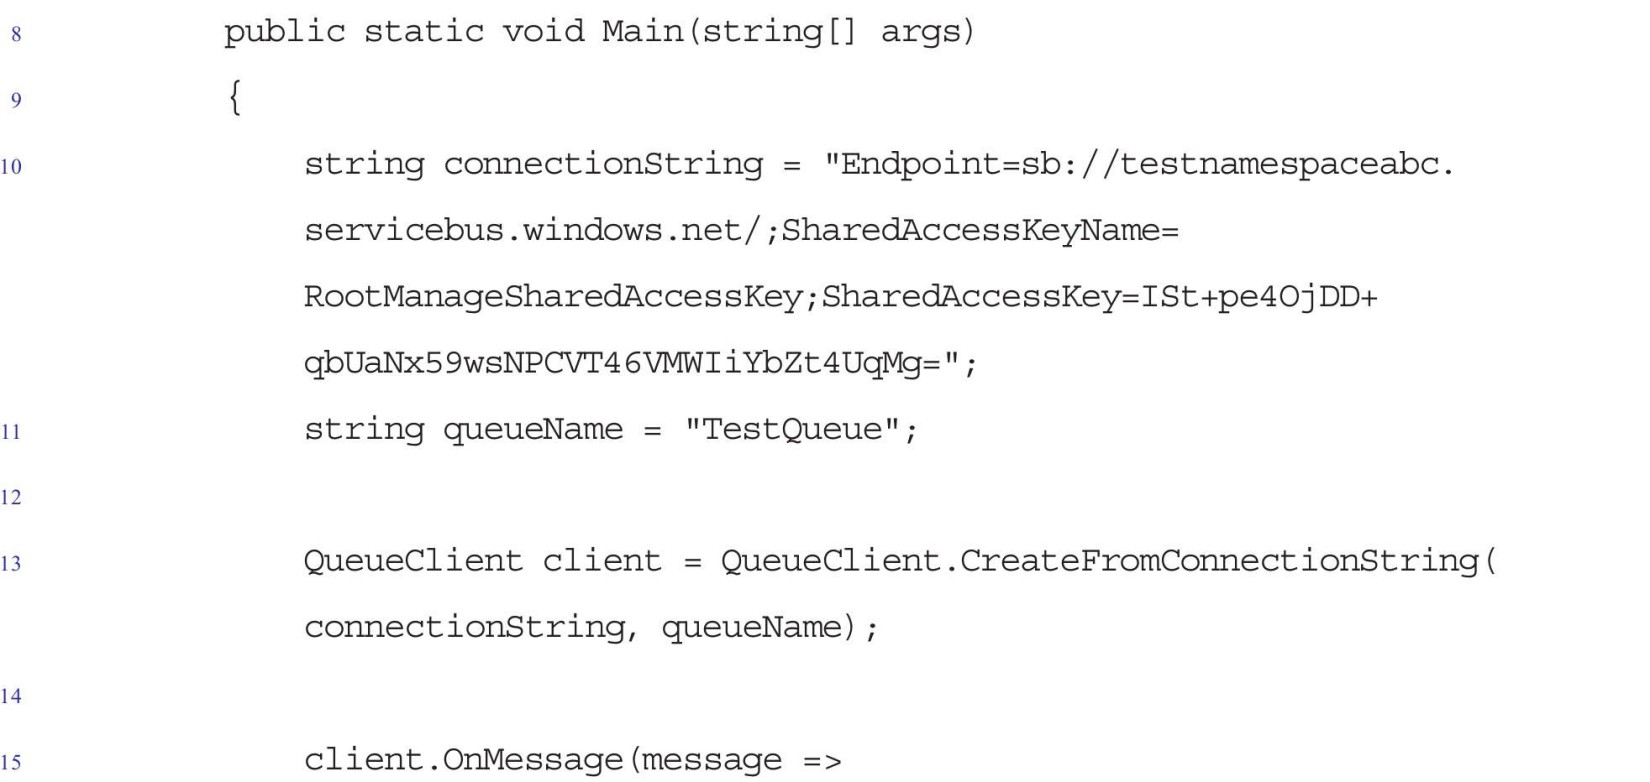 8 public static void Main(string[] args)
9 {
10 string connectionString = "Endpoint=sb://testnamespaceabc.
servicebus.windows.net/;SharedAccessKeyName=
RootManageSharedAccessKey;SharedAccessKey=ISt+pe4OjDD+
qbUaNx59wsNPCVT46VMWIiYbZt4UqMg=";
11 string queueName = "TestQueue";
12
13 QueueClient client = QueueClient.CreateFromConnectionString(
connectionString, queueName);
14
15 client.OnMessage(message =>